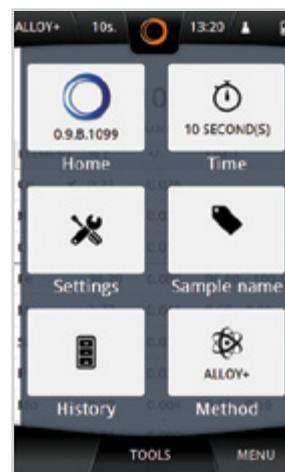 ALLOY+ 10s. 13:20
0.9.B.1099 10 SECOND(S)
Home Time
Settings Sample name
ALLOY+
History Method
TOOLS MENU